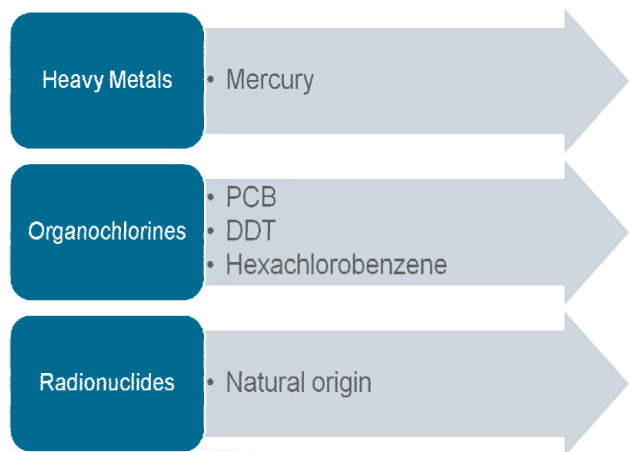 Heavy Metals
• Mercury
Organochlorines
• PCB
• DDT
• Hexachlorobenzene
Radionuclides
• Natural origin